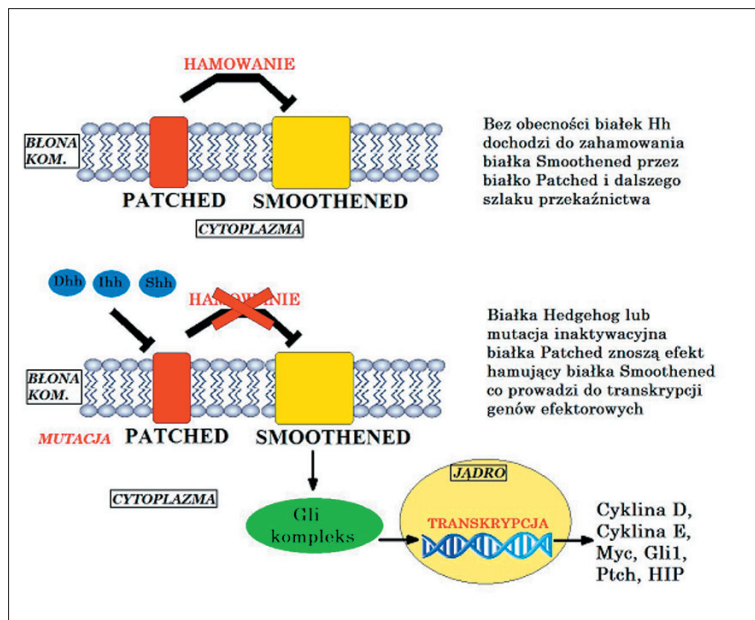 HAMOWANIE
BŁONA
KOM.
PATCHED
SMOOTHENED
CYTOPLAZMA
Bez obecności białek Hh
dochodzi do zahamowania
białka Smoothened przez
białko Patched i dalszego
szlaku przekaźnictwa
Dhh
Ihh
Shh
HAMOWANIE
BŁONA
KOM.
MUTACJA
PATCHED
SMOOTHENED
Białka Hedgehog lub
mutacja inaktywacyjna
białka Patched znoszą efekt
hamujący białka Smoothened
co prowadzi do transkrypcji
genów efektorowych
CYTOPLAZMA
Gli
kompleks
JĄDRO
TRANSKRYPCJA
Cyklina D,
Cyklina E,
Myc, Gli1,
Ptch, HIP